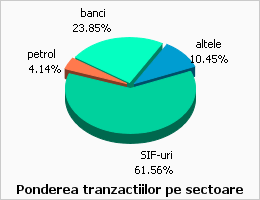 banci
23.85%
altele
10.45%
petrol
4.14%
SIF-uri
61.56%
Ponderea tranzactiilor pe sectoare